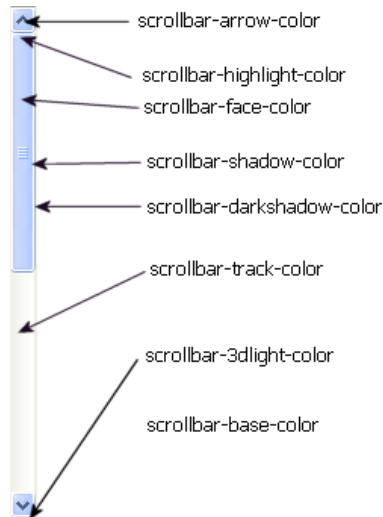 scrollbar-arrow-color
scrollbar-highlight-color
scrollbar-face-color
scrollbar-shadow-color
scrollbar-darkshadow-color
scrollbar-track-color
scrollbar-3dlight-color
scrollbar-base-color